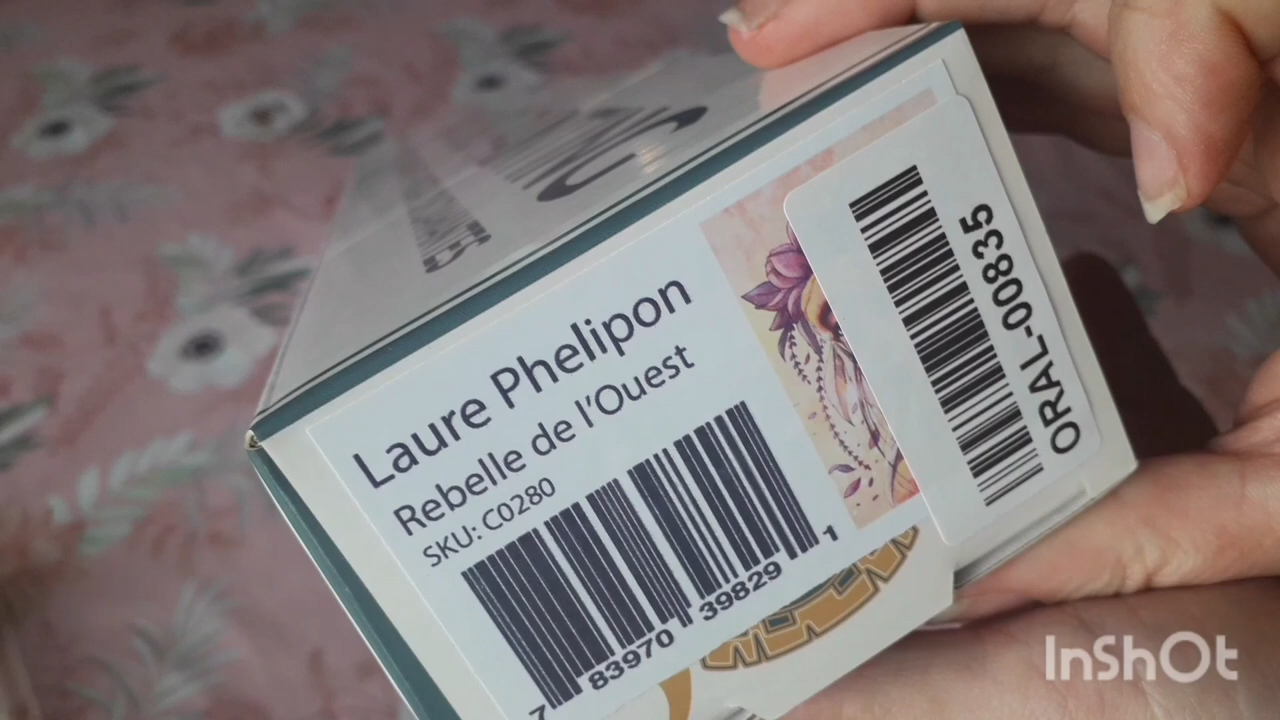 Laure Phelipon
Rebelle de l'Ouest
SKU: C0280
7 83970 39829 1
ORAL-00835
InShOt